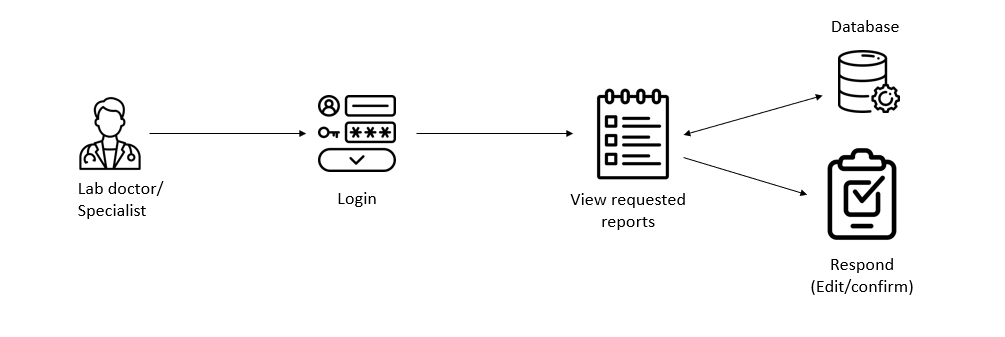 Database
Lab doctor/
Specialist
Login
View requested
reports
Respond
(Edit/confirm)